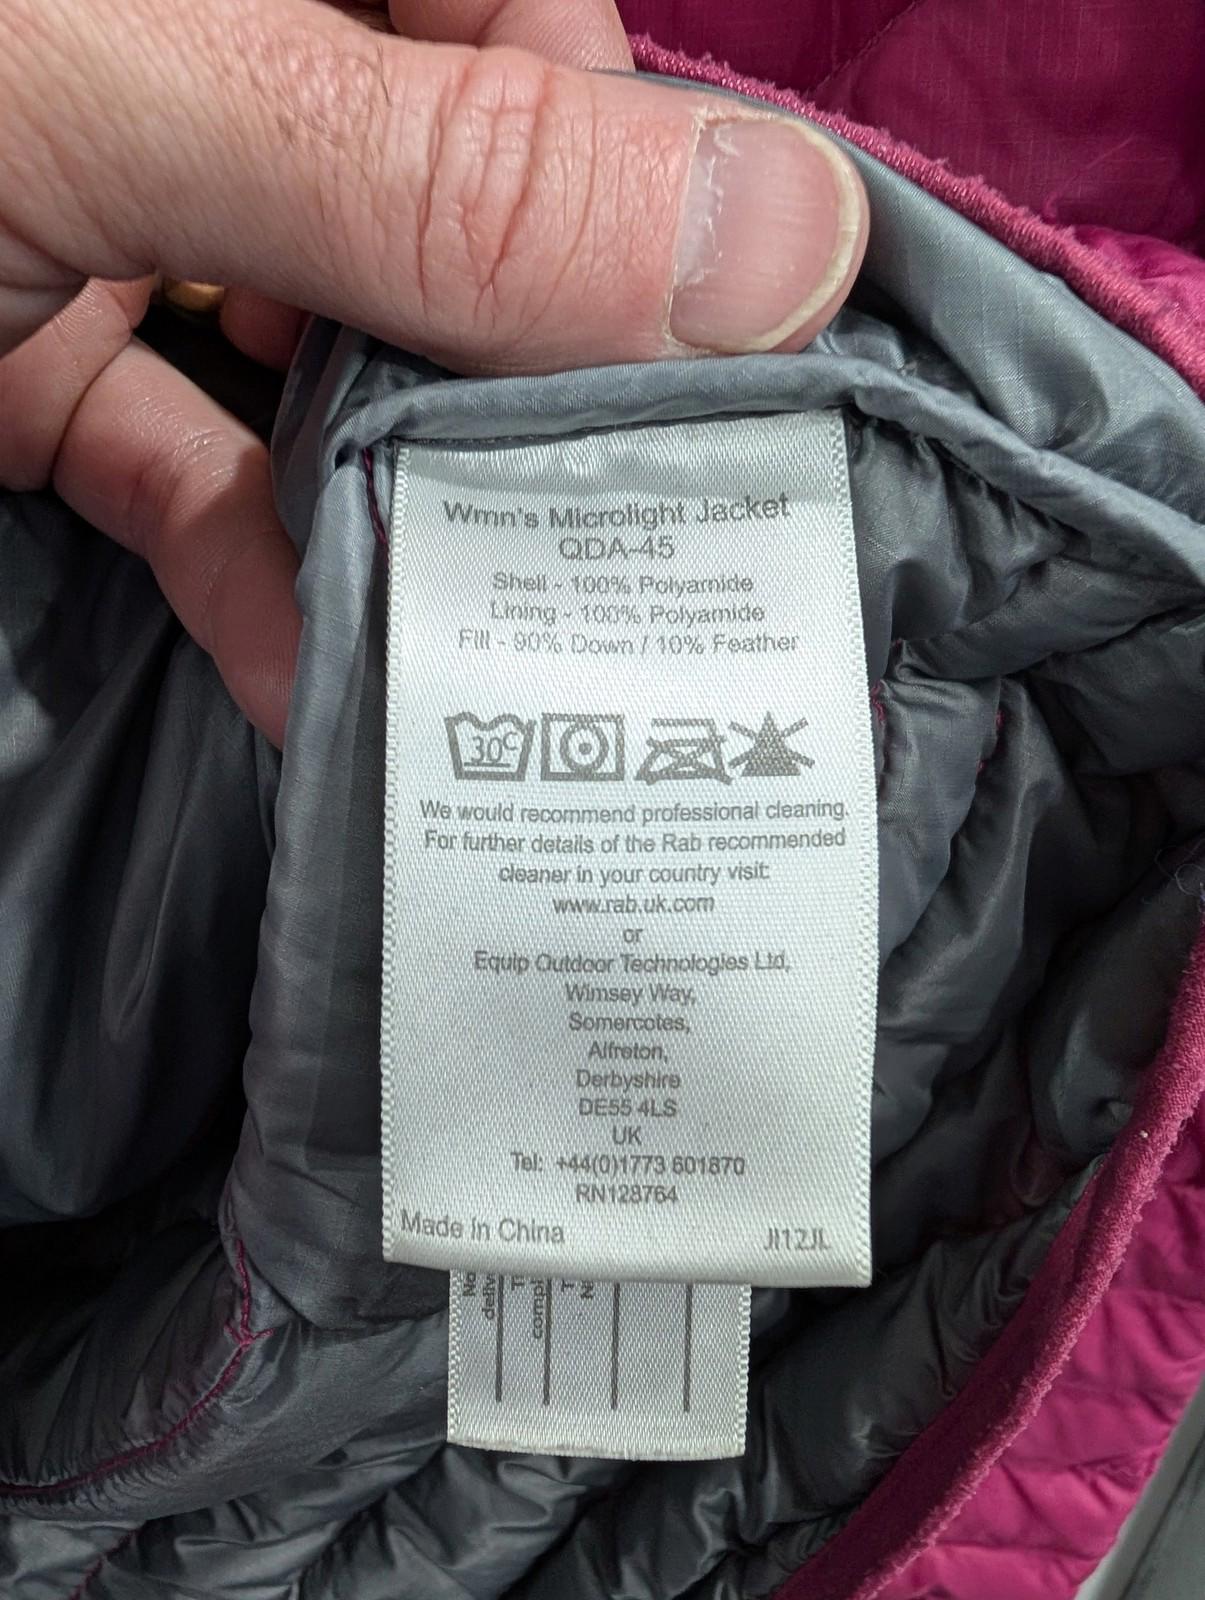 Wmn's Microlight Jacket
QDA-45
Shell - 100% Polyamide
Lining - 100% Polyamide
Fill - 90% Down / 10% Feather
30°C
We would recommend professional cleaning.
For further details of the Rab recommended
cleaner in your country visit:
www.rab.uk.com
or
Equip Outdoor Technologies Ltd,
Wimsey Way,
Somercotes,
Alfreton,
Derbyshire
DE55 4LS
UK
Tel: +44(0)1773 601870
RN128764
Made in China JI12JL